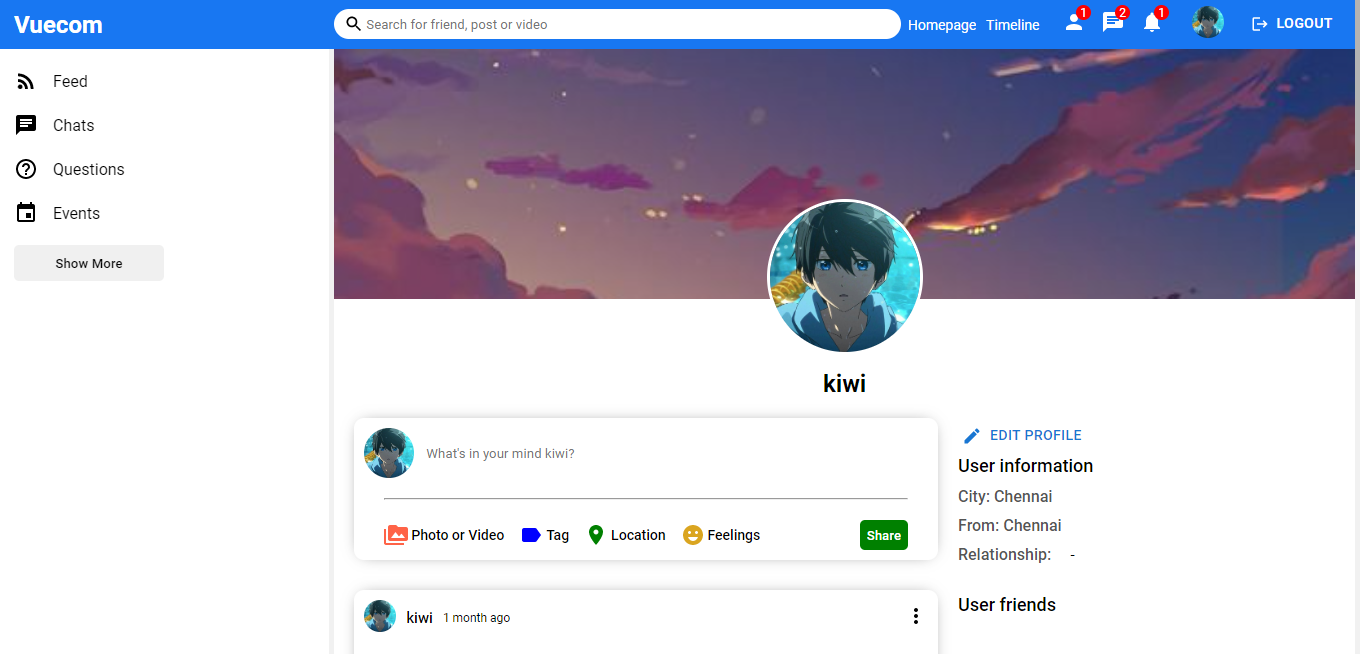 Vuecom
Search for friend, post or video
Homepage Timeline
1
2
1
LOGOUT
Feed
Chats
Questions
Events
Show More
kiwi
What's in your mind kiwi?
Photo or Video Tag Location Feelings Share
kiwi 1 month ago
EDIT PROFILE
User information
City: Chennai
From: Chennai
Relationship: -
User friends